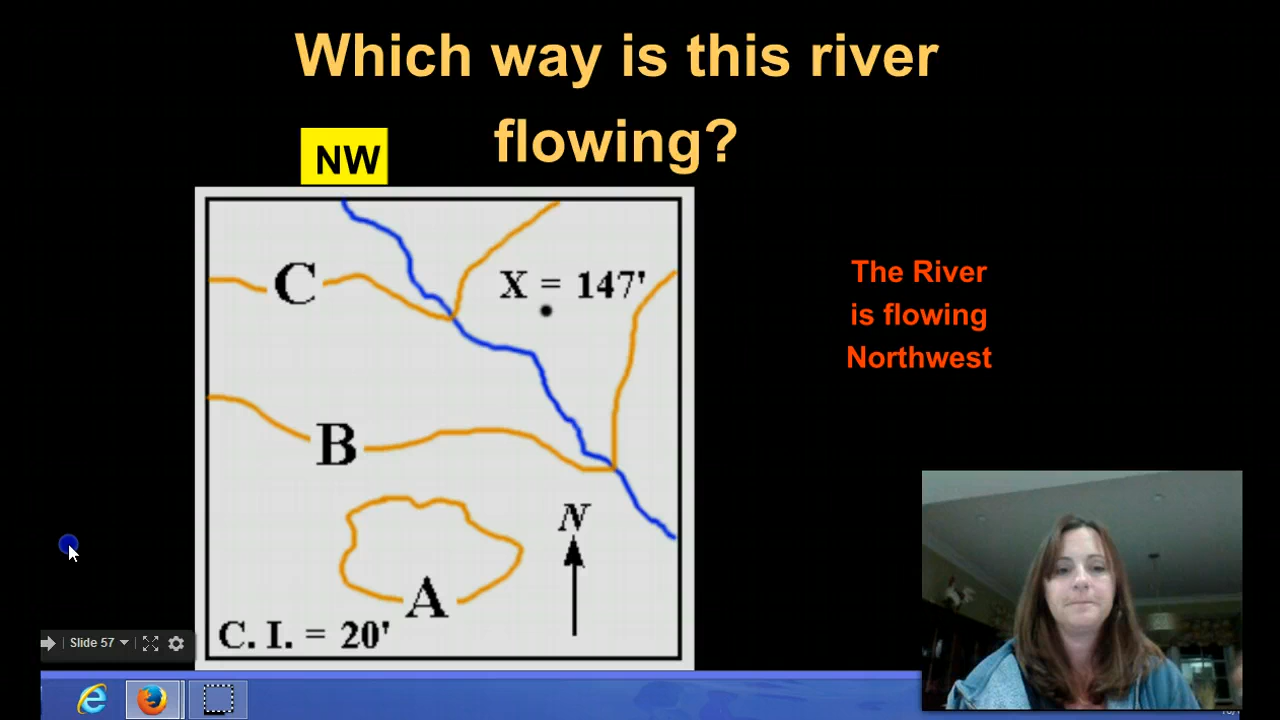 Which way is this river
flowing?
NW
C
X = 147'
The River
is flowing
Northwest
B
N
A
C. I. = 20'
Slide 57